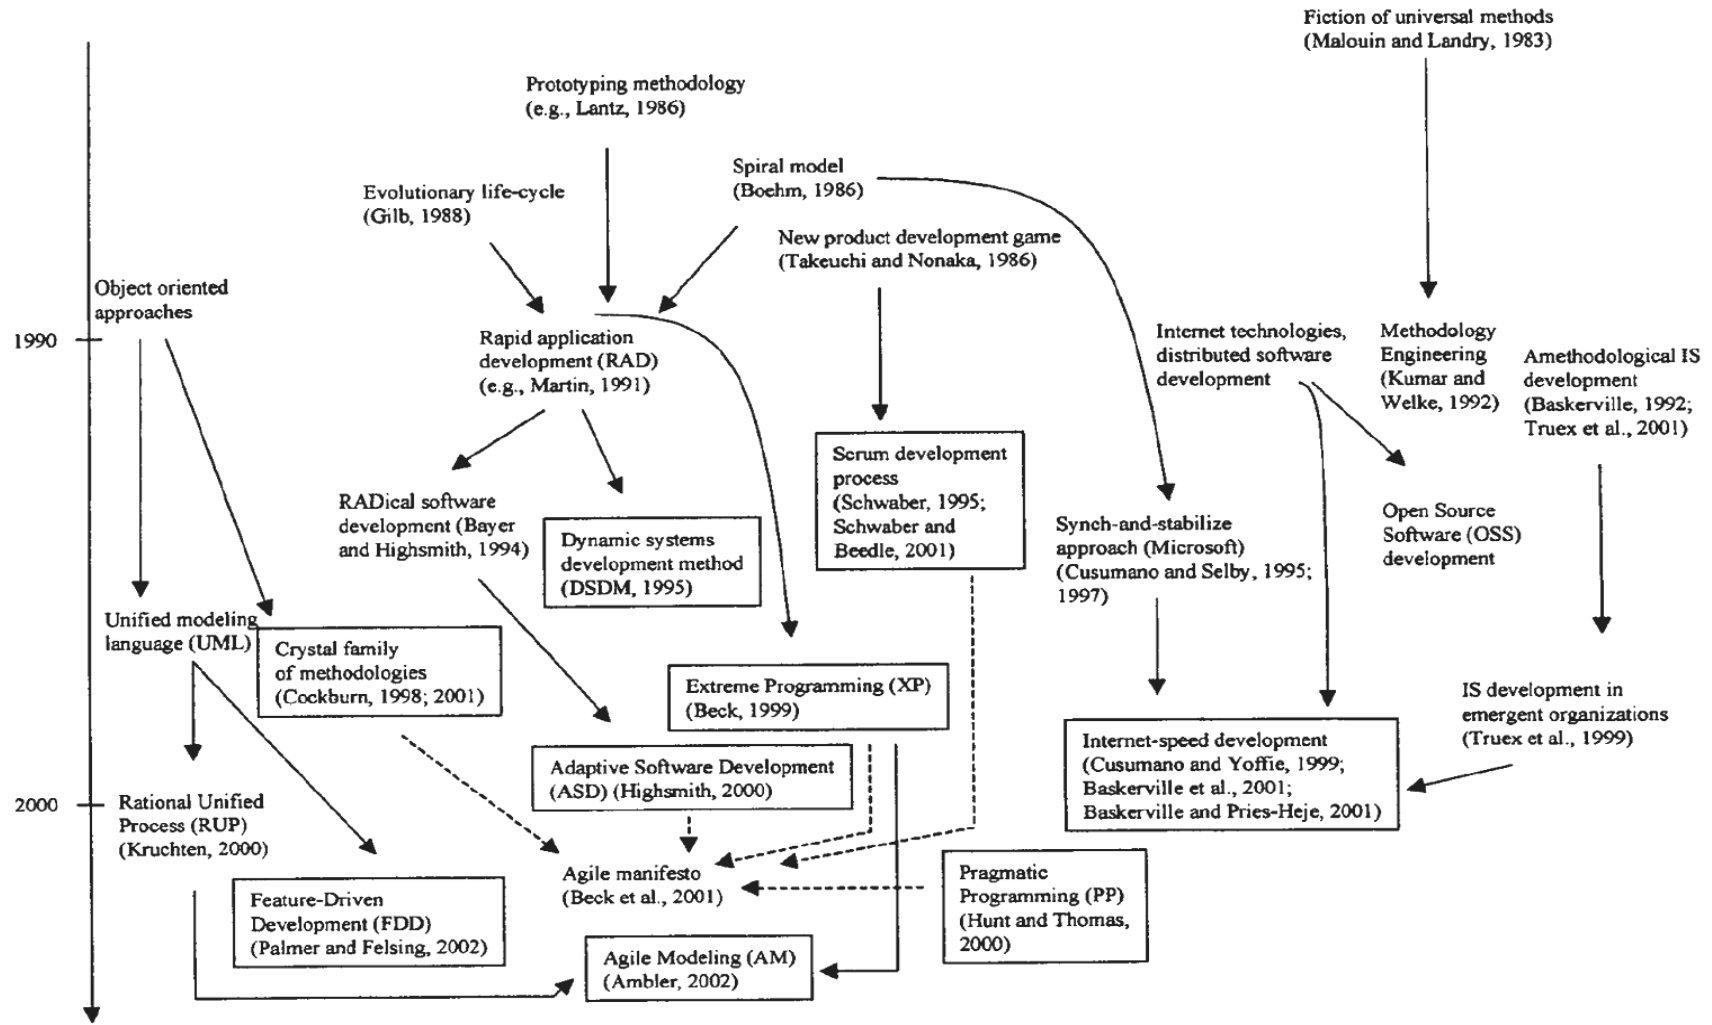 Fiction of universal methods
(Malouin and Landry, 1983)
Prototyping methodology
(e.g., Lantz, 1986)
Spiral model
(Boehm, 1986)
Evolutionary life-cycle
(Gilb, 1988)
New product development game
(Takeuchi and Nonaka, 1986)
Object oriented
approaches
1990
Rapid application
development (RAD)
(e.g., Martin, 1991)
Internet technologies,
distributed software
development
Methodology
Engineering
(Kumar and
Welke, 1992)
Amethodological IS
development
(Baskerville, 1992;
Truex et al., 2001)
Scrum development
process
(Schwaber, 1995;
Schwaber and
Beedle, 2001)
RADical software
development (Bayer
and Highsmith, 1994)
Dynamic systems
development method
(DSDM, 1995)
Synch-and-stabilize
approach (Microsoft)
(Cusumano and Selby, 1995;
1997)
Open Source
Software (OSS)
development
Unified modeling
language (UML)
Crystal family
of methodologies
(Cockburn, 1998; 2001)
Extreme Programming (XP)
(Beck, 1999)
IS development in
emergent organizations
(Truex et al., 1999)
Internet-speed development
(Cusumano and Yoffie, 1999;
Baskerville et al., 2001;
Baskerville and Pries-Heje, 2001)
Adaptive Software Development
(ASD) (Highsmith, 2000)
2000
Rational Unified
Process (RUP)
(Kruchten, 2000)
Agile manifesto
(Beck et al., 2001)
Pragmatic
Programming (PP)
(Hunt and Thomas,
2000)
Feature-Driven
Development (FDD)
(Palmer and Felsing, 2002)
Agile Modeling (AM)
(Ambler, 2002)